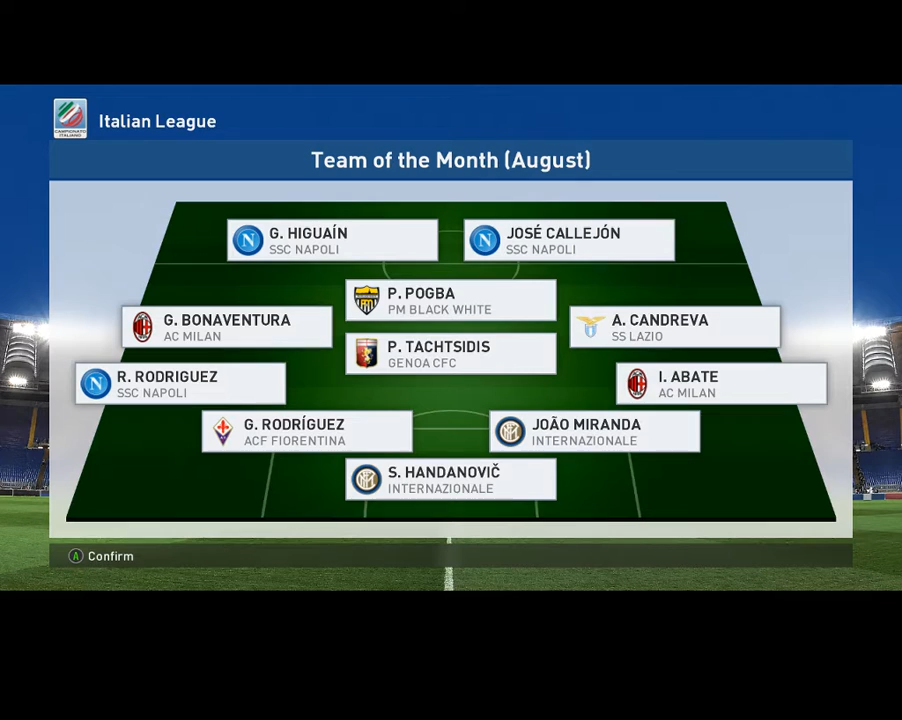 CAMPIONATO
ITALIANO
Italian League
Team of the Month (August)
G. HIGUAÍN
SSC NAPOLI
JOSÉ CALLEJÓN
SSC NAPOLI
P. POGBA
PM BLACK WHITE
G. BONAVENTURA
AC MILAN
A. CANDREVA
SS LAZIO
P. TACHTSIDIS
GENOA CFC
R. RODRIGUEZ
SSC NAPOLI
I. ABATE
AC MILAN
G. RODRÍGUEZ
ACF FIORENTINA
JOÃO MIRANDA
INTERNAZIONALE
S. HANDANOVIČ
INTERNAZIONALE
A Confirm